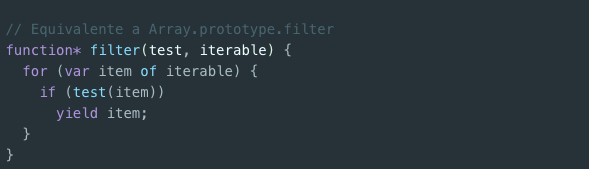 // Equivalente a Array.prototype.filter
function* filter(test, iterable) {
  for (var item of iterable) {
    if (test(item))
      yield item;
  }
}